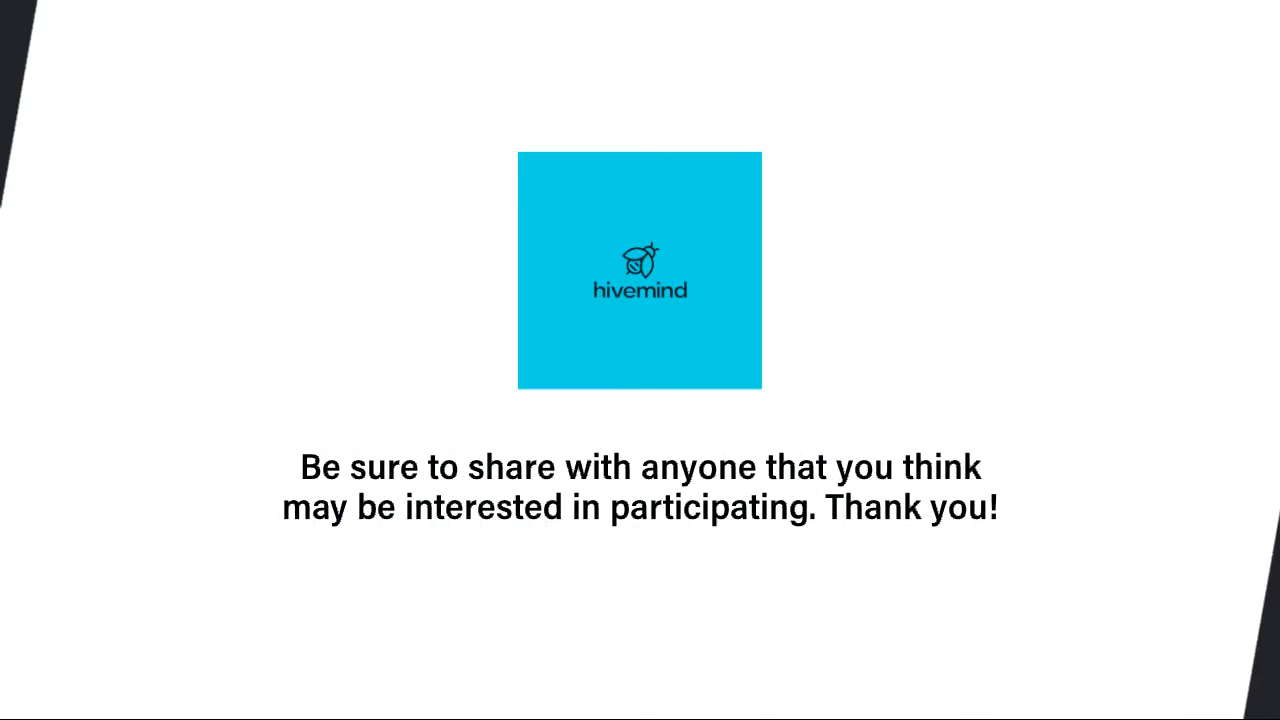 hivemind
Be sure to share with anyone that you think
may be interested in participating. Thank you!